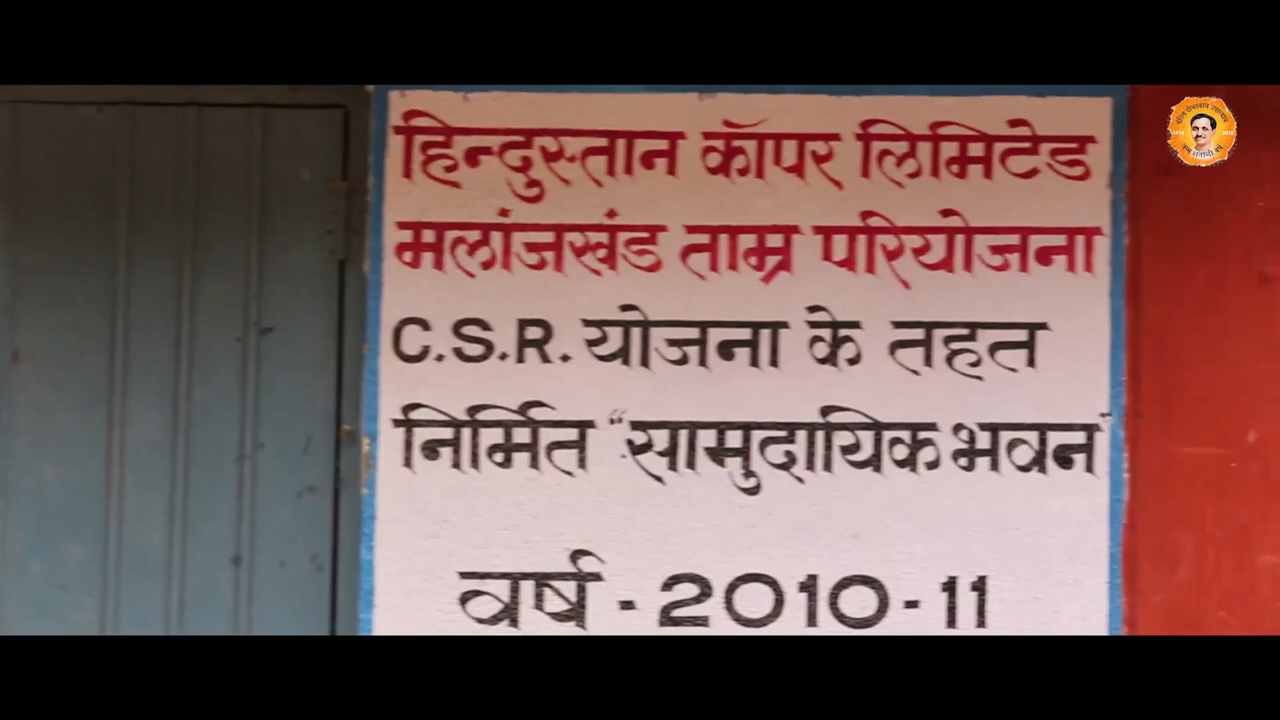 हिन्दुस्तान कॉपर लिमिटेड
मलांजखंड ताम्र परियोजना
C.S.R. योजना के तहत
निर्मित "सामुदायिक भवन"
वर्ष - 2010-11